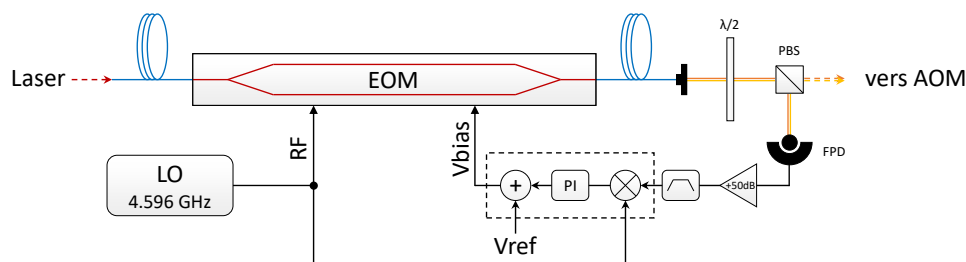 λ/2
PBS
Laser
EOM
vers AOM
FPD
RF
Vbias
LO
4.596 GHz
+
PI
+50dB
Vref